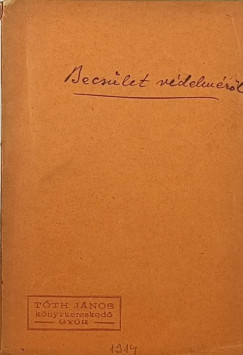 Becsület védelméről
TÓTH JÁNOS
könyvkereskedő
GYŐR
1914